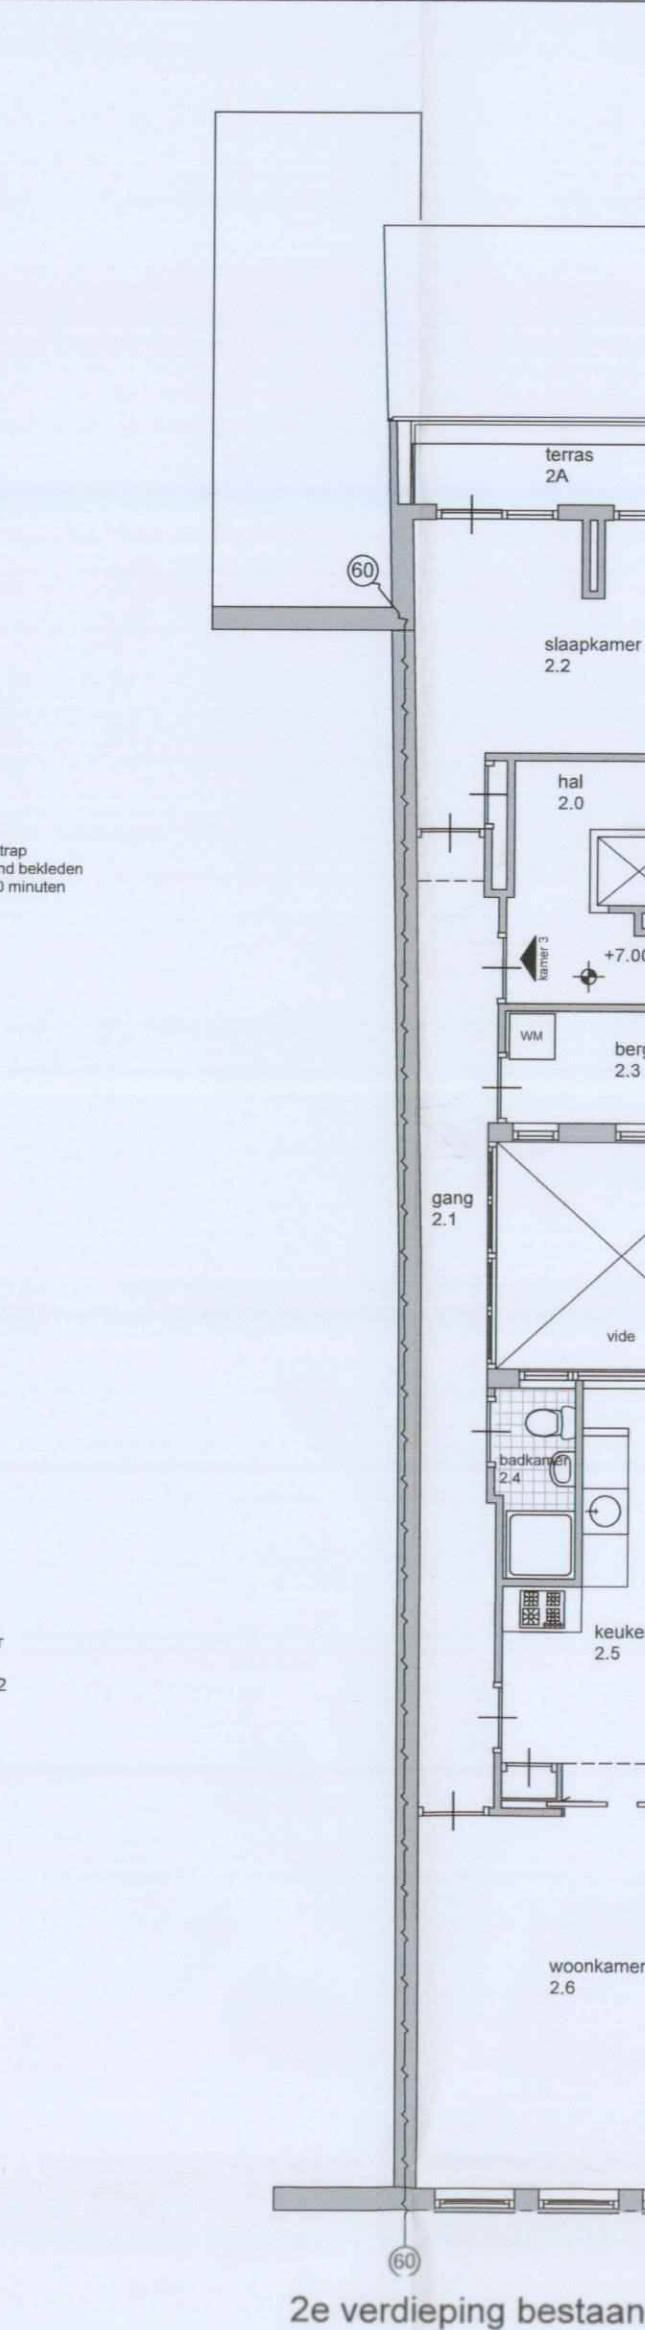 terras
2A
60
slaapkamer
2.2
hal
2.0
trap
nd bekleden
0 minuten
kamer 3
+7.00
WM
berg
2.3
gang
2.1
vide
badkamer
2.4
keuke
2.5
r
2
woonkamer
2.6
60
2e verdieping bestaan